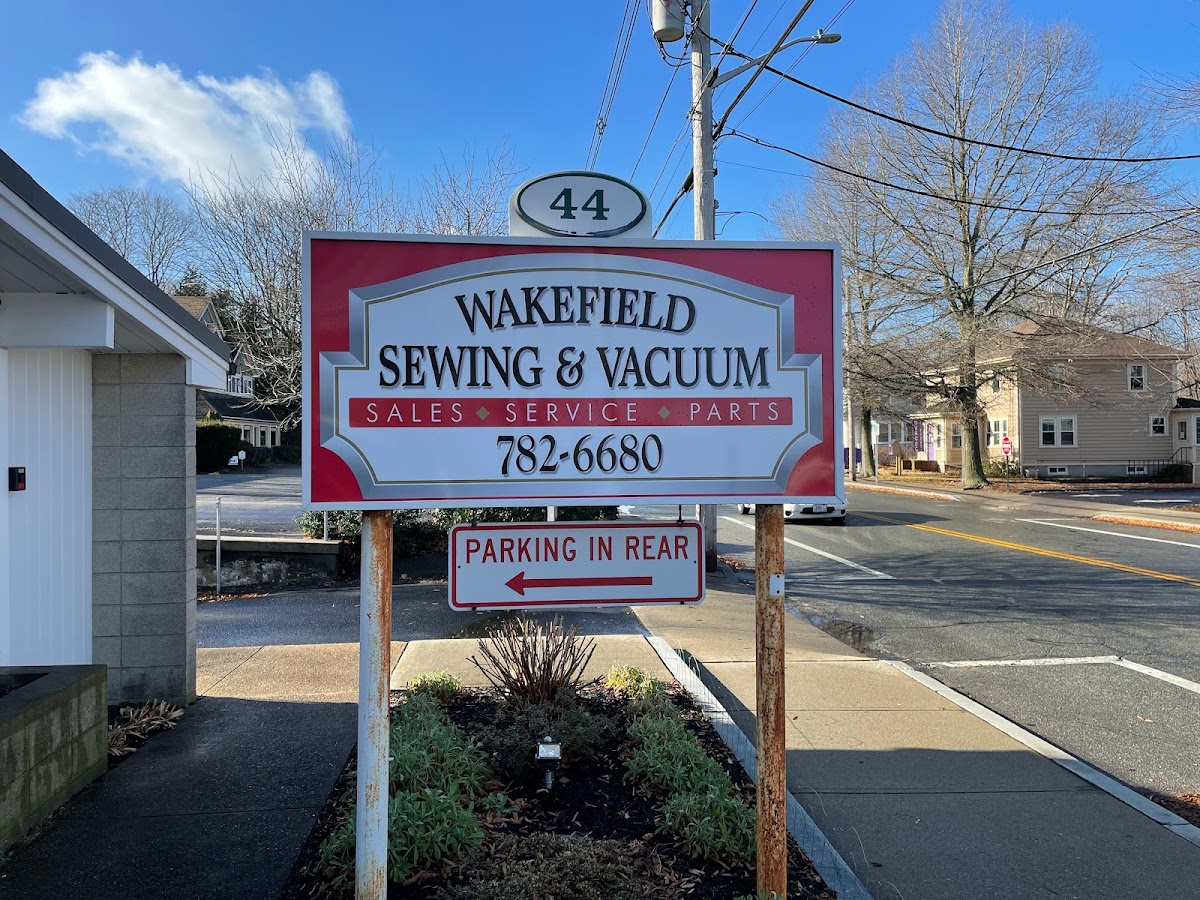 44
WAKEFIELD
SEWING & VACUUM
SALES ◆ SERVICE ◆ PARTS
782-6680
PARKING IN REAR